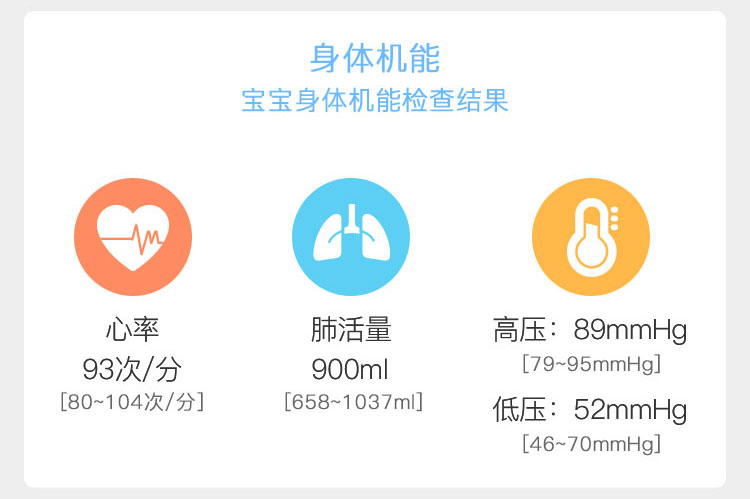 身体机能
宝宝身体机能检查结果
心率
93次/分
[80~104次/分]
肺活量
900ml
[658~1037ml]
高压：89mmHg
[79~95mmHg]
低压：52mmHg
[46~70mmHg]